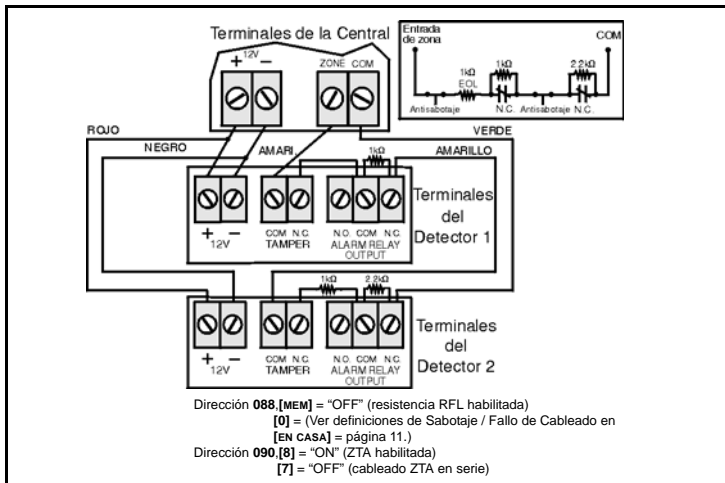 Terminales de la Central
+ 12V −
ZONE COM
Entrada
de zona
COM
1kΩ
EOL
1kΩ
N.C.
2.2kΩ
N.C.
Antisabotaje
Antisabotaje
ROJO
NEGRO
AMARI.
1kΩ
VERDE
AMARILLO
+ −
12V
COM N.C.
TAMPER
N.O. COM N.C.
ALARM RELAY
OUTPUT
Terminales
del
Detector 1
1kΩ
2.2kΩ
+ −
12V
COM N.C.
TAMPER
N.O. COM N.C.
ALARM RELAY
OUTPUT
Terminales
del
Detector 2
Dirección 088,[MEM] = “OFF” (resistencia RFL habilitada)
[0] = (Ver definiciones de Sabotaje / Fallo de Cableado en
[EN CASA] = página 11.)
Dirección 090,[8] = “ON” (ZTA habilitada)
[7] = “OFF” (cableado ZTA en serie)